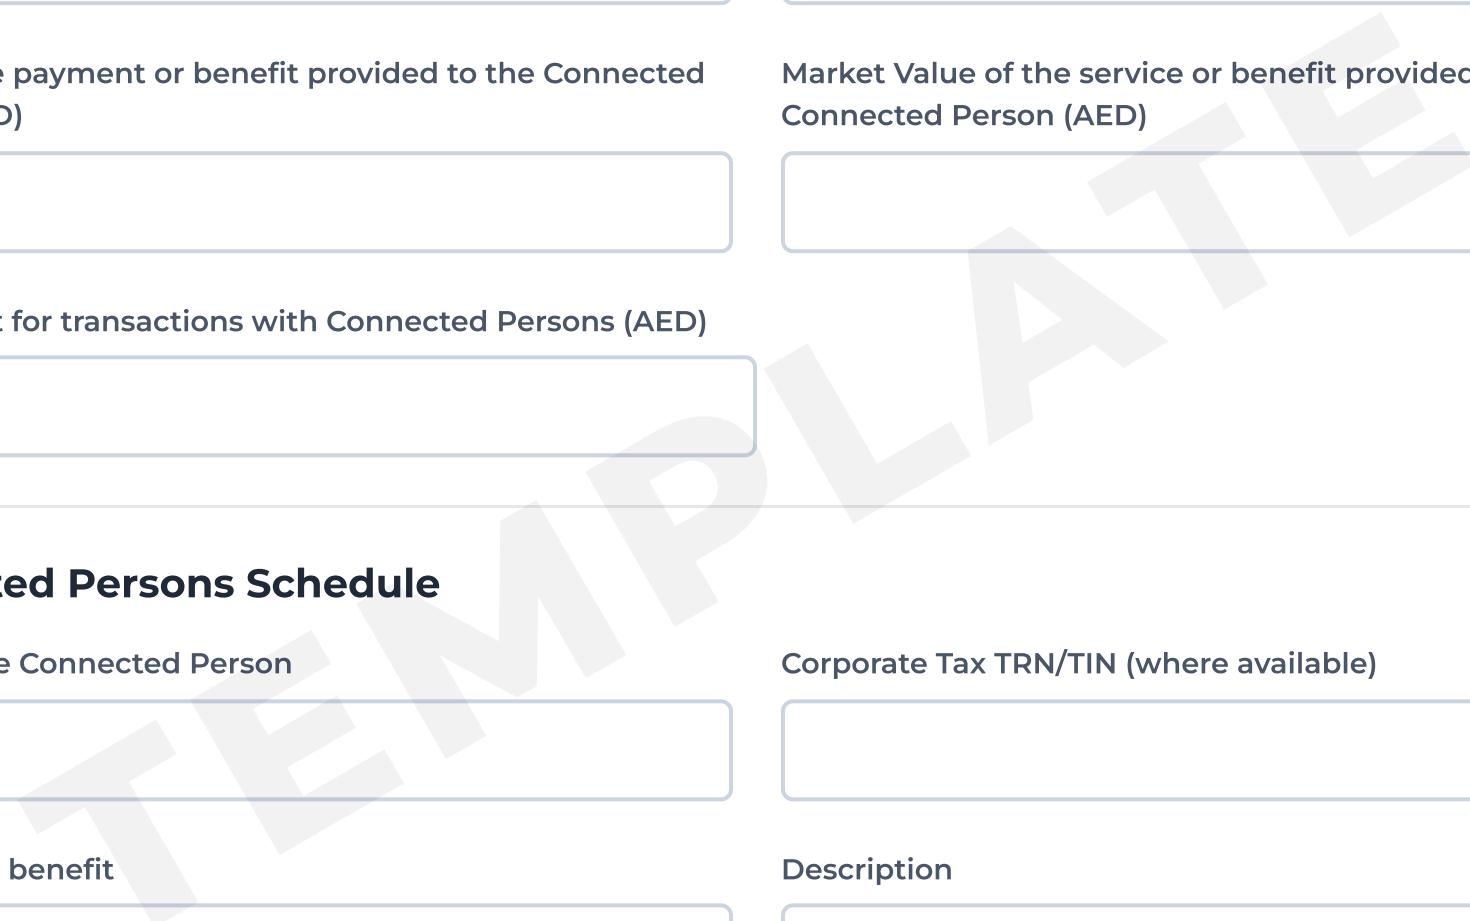 payment or benefit provided to the Connected
D)
Market Value of the service or benefit provided
Connected Person (AED)
for transactions with Connected Persons (AED)
ted Persons Schedule
Connected Person
Corporate Tax TRN/TIN (where available)
benefit
Description
TEMPLATE